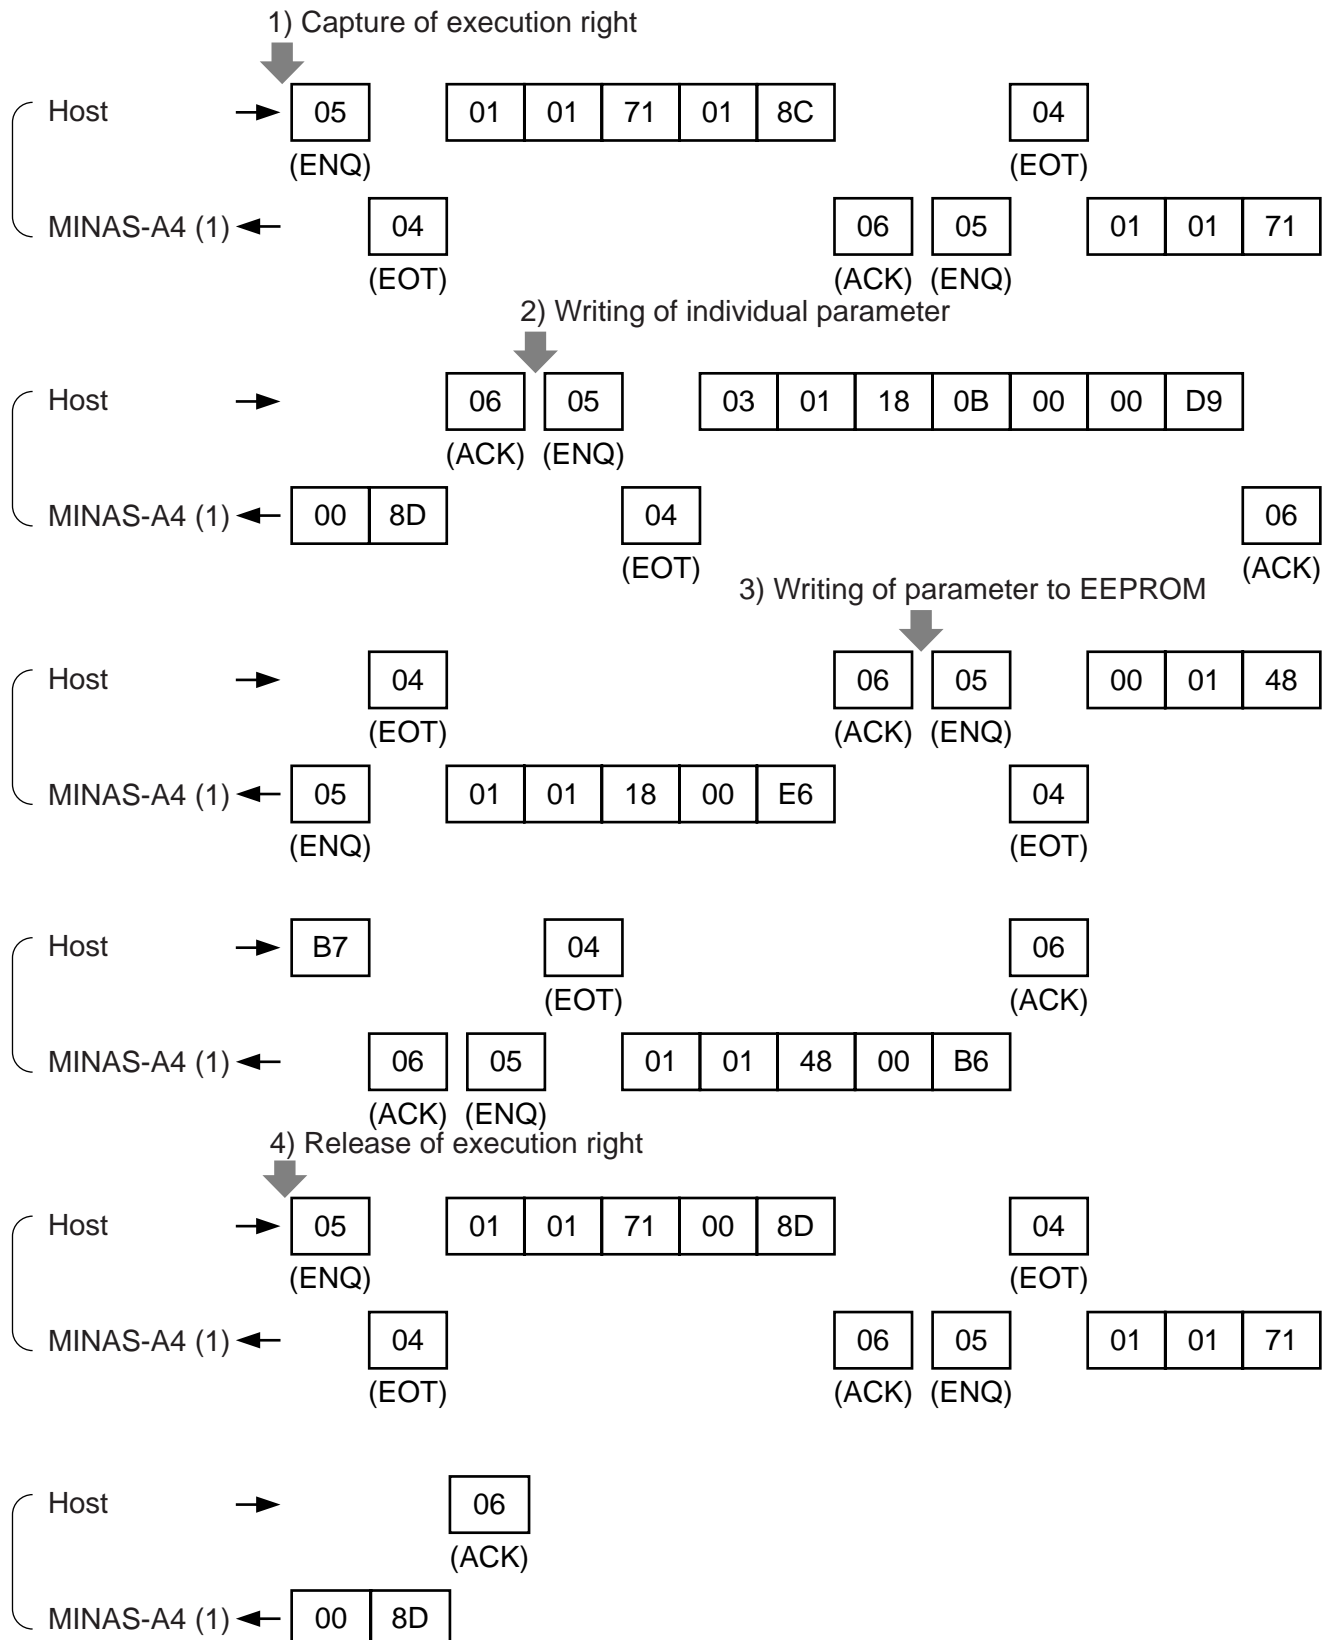 1) Capture of execution right
Host 05 01 01 71 01 8C 04
(ENQ) (EOT)
MINAS-A4 (1) 04 06 05 01 01 71
(EOT) (ACK) (ENQ)
2) Writing of individual parameter
Host 06 05 03 01 18 0B 00 00 D9
(ACK) (ENQ)
MINAS-A4 (1) 00 8D 04 06
(EOT) (ACK)
3) Writing of parameter to EEPROM
Host 04 06 05 00 01 48
(EOT) (ACK) (ENQ)
MINAS-A4 (1) 05 01 01 18 00 E6 04
(ENQ) (EOT)
Host B7 04 06
(EOT) (ACK)
MINAS-A4 (1) 06 05 01 01 48 00 B6
(ACK) (ENQ)
4) Release of execution right
Host 05 01 01 71 00 8D 04
(ENQ) (EOT)
MINAS-A4 (1) 04 06 05 01 01 71
(EOT) (ACK) (ENQ)
Host 06
(ACK)
MINAS-A4 (1) 00 8D